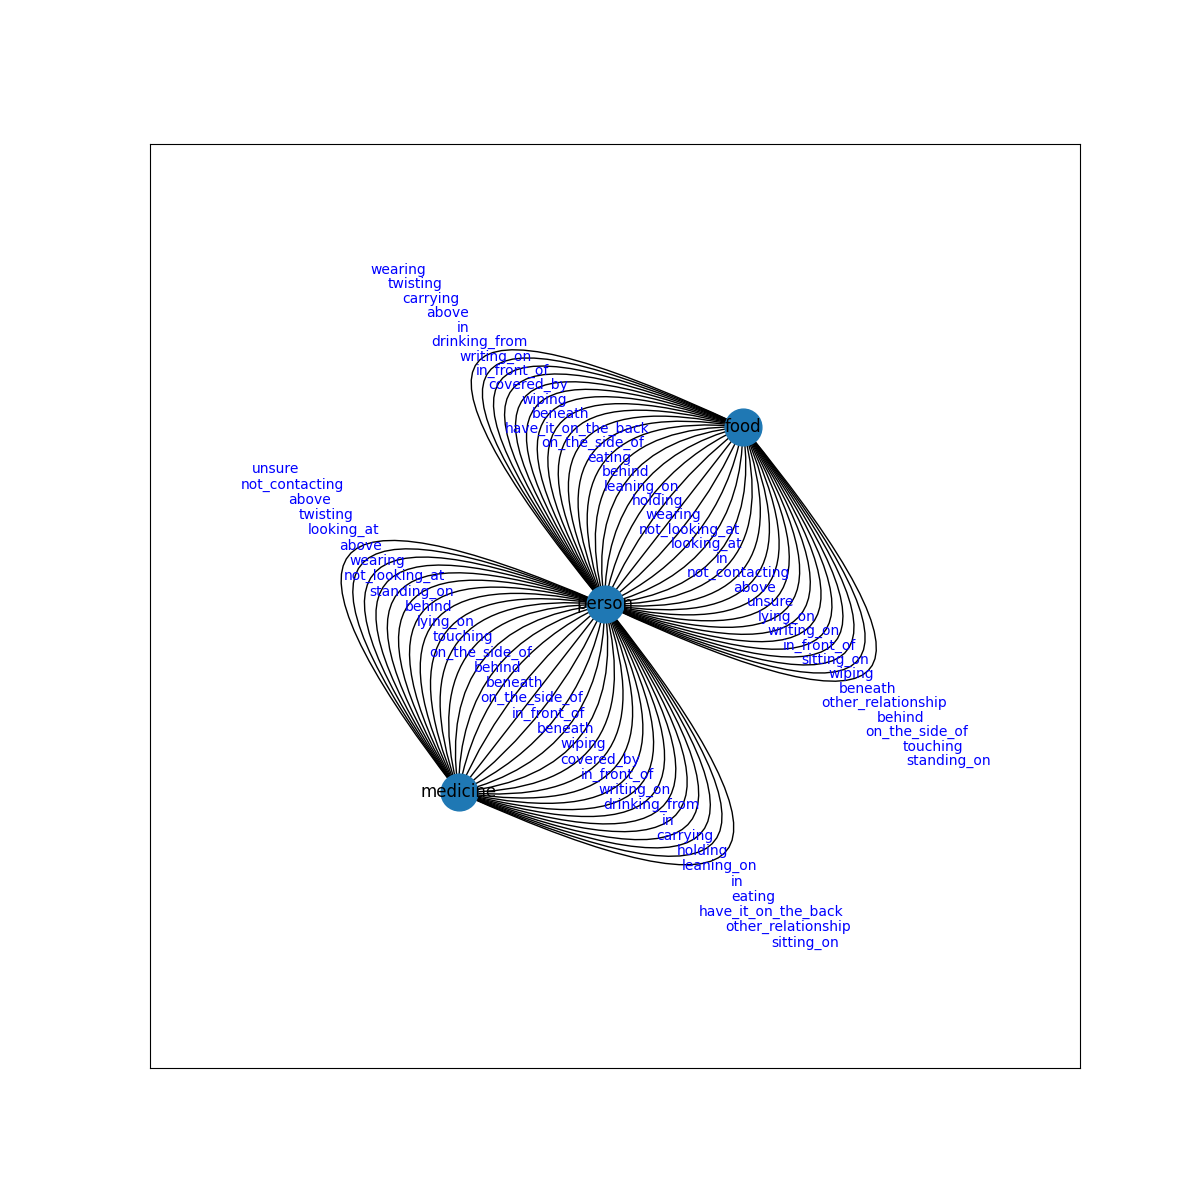 wearing
twisting
carrying
above
in
drinking_from
writing_on
in_front_of
covered_by
wiping
beneath
have_it_on_the_back
food
on_the_side_of
eating
behind
leaning_on
holding
wearing
not_looking_at
looking_at
in
not_contacting
above
unsure
lying_on
writing_on
in_front_of
sitting_on
wiping
beneath
other_relationship
behind
on_the_side_of
touching
standing_on
person
unsure
not_contacting
above
twisting
looking_at
above
wearing
not_looking_at
standing_on
behind
lying_on
touching
on_the_side_of
behind
beneath
on_the_side_of
in_front_of
beneath
wiping
covered_by
in_front_of
writing_on
medicine
drinking_from
in
carrying
holding
leaning_on
in
eating
have_it_on_the_back
other_relationship
sitting_on